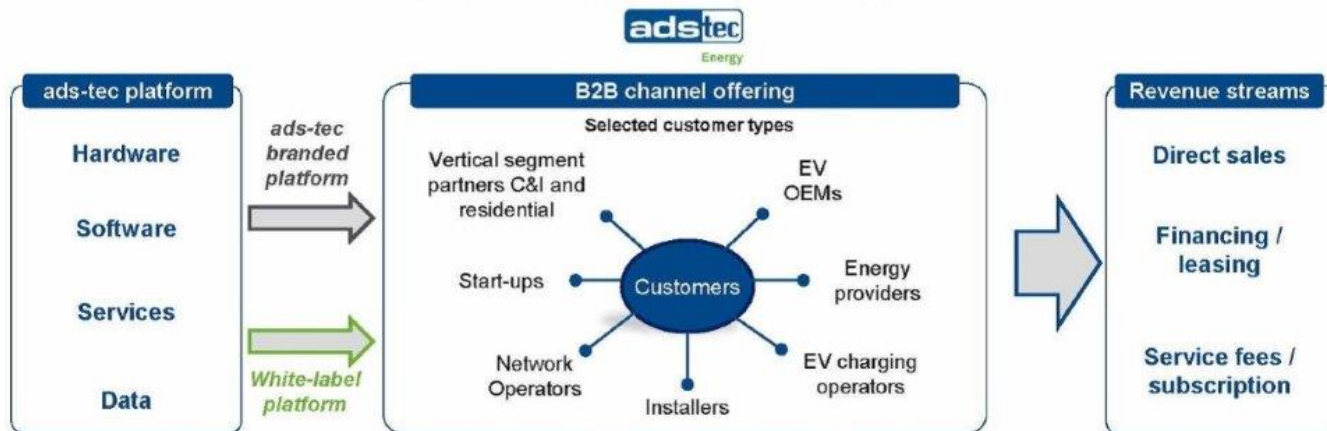 adstec
Energy
ads-tec platform
Hardware
Software
Services
Data
ads-tec
branded
platform
White-label
platform
B2B channel offering
Selected customer types
Vertical segment
partners C&I and
residential
EV
OEMs
Start-ups
Customers
Energy
providers
Network
Operators
Installers
EV charging
operators
Revenue streams
Direct sales
Financing /
leasing
Service fees /
subscription